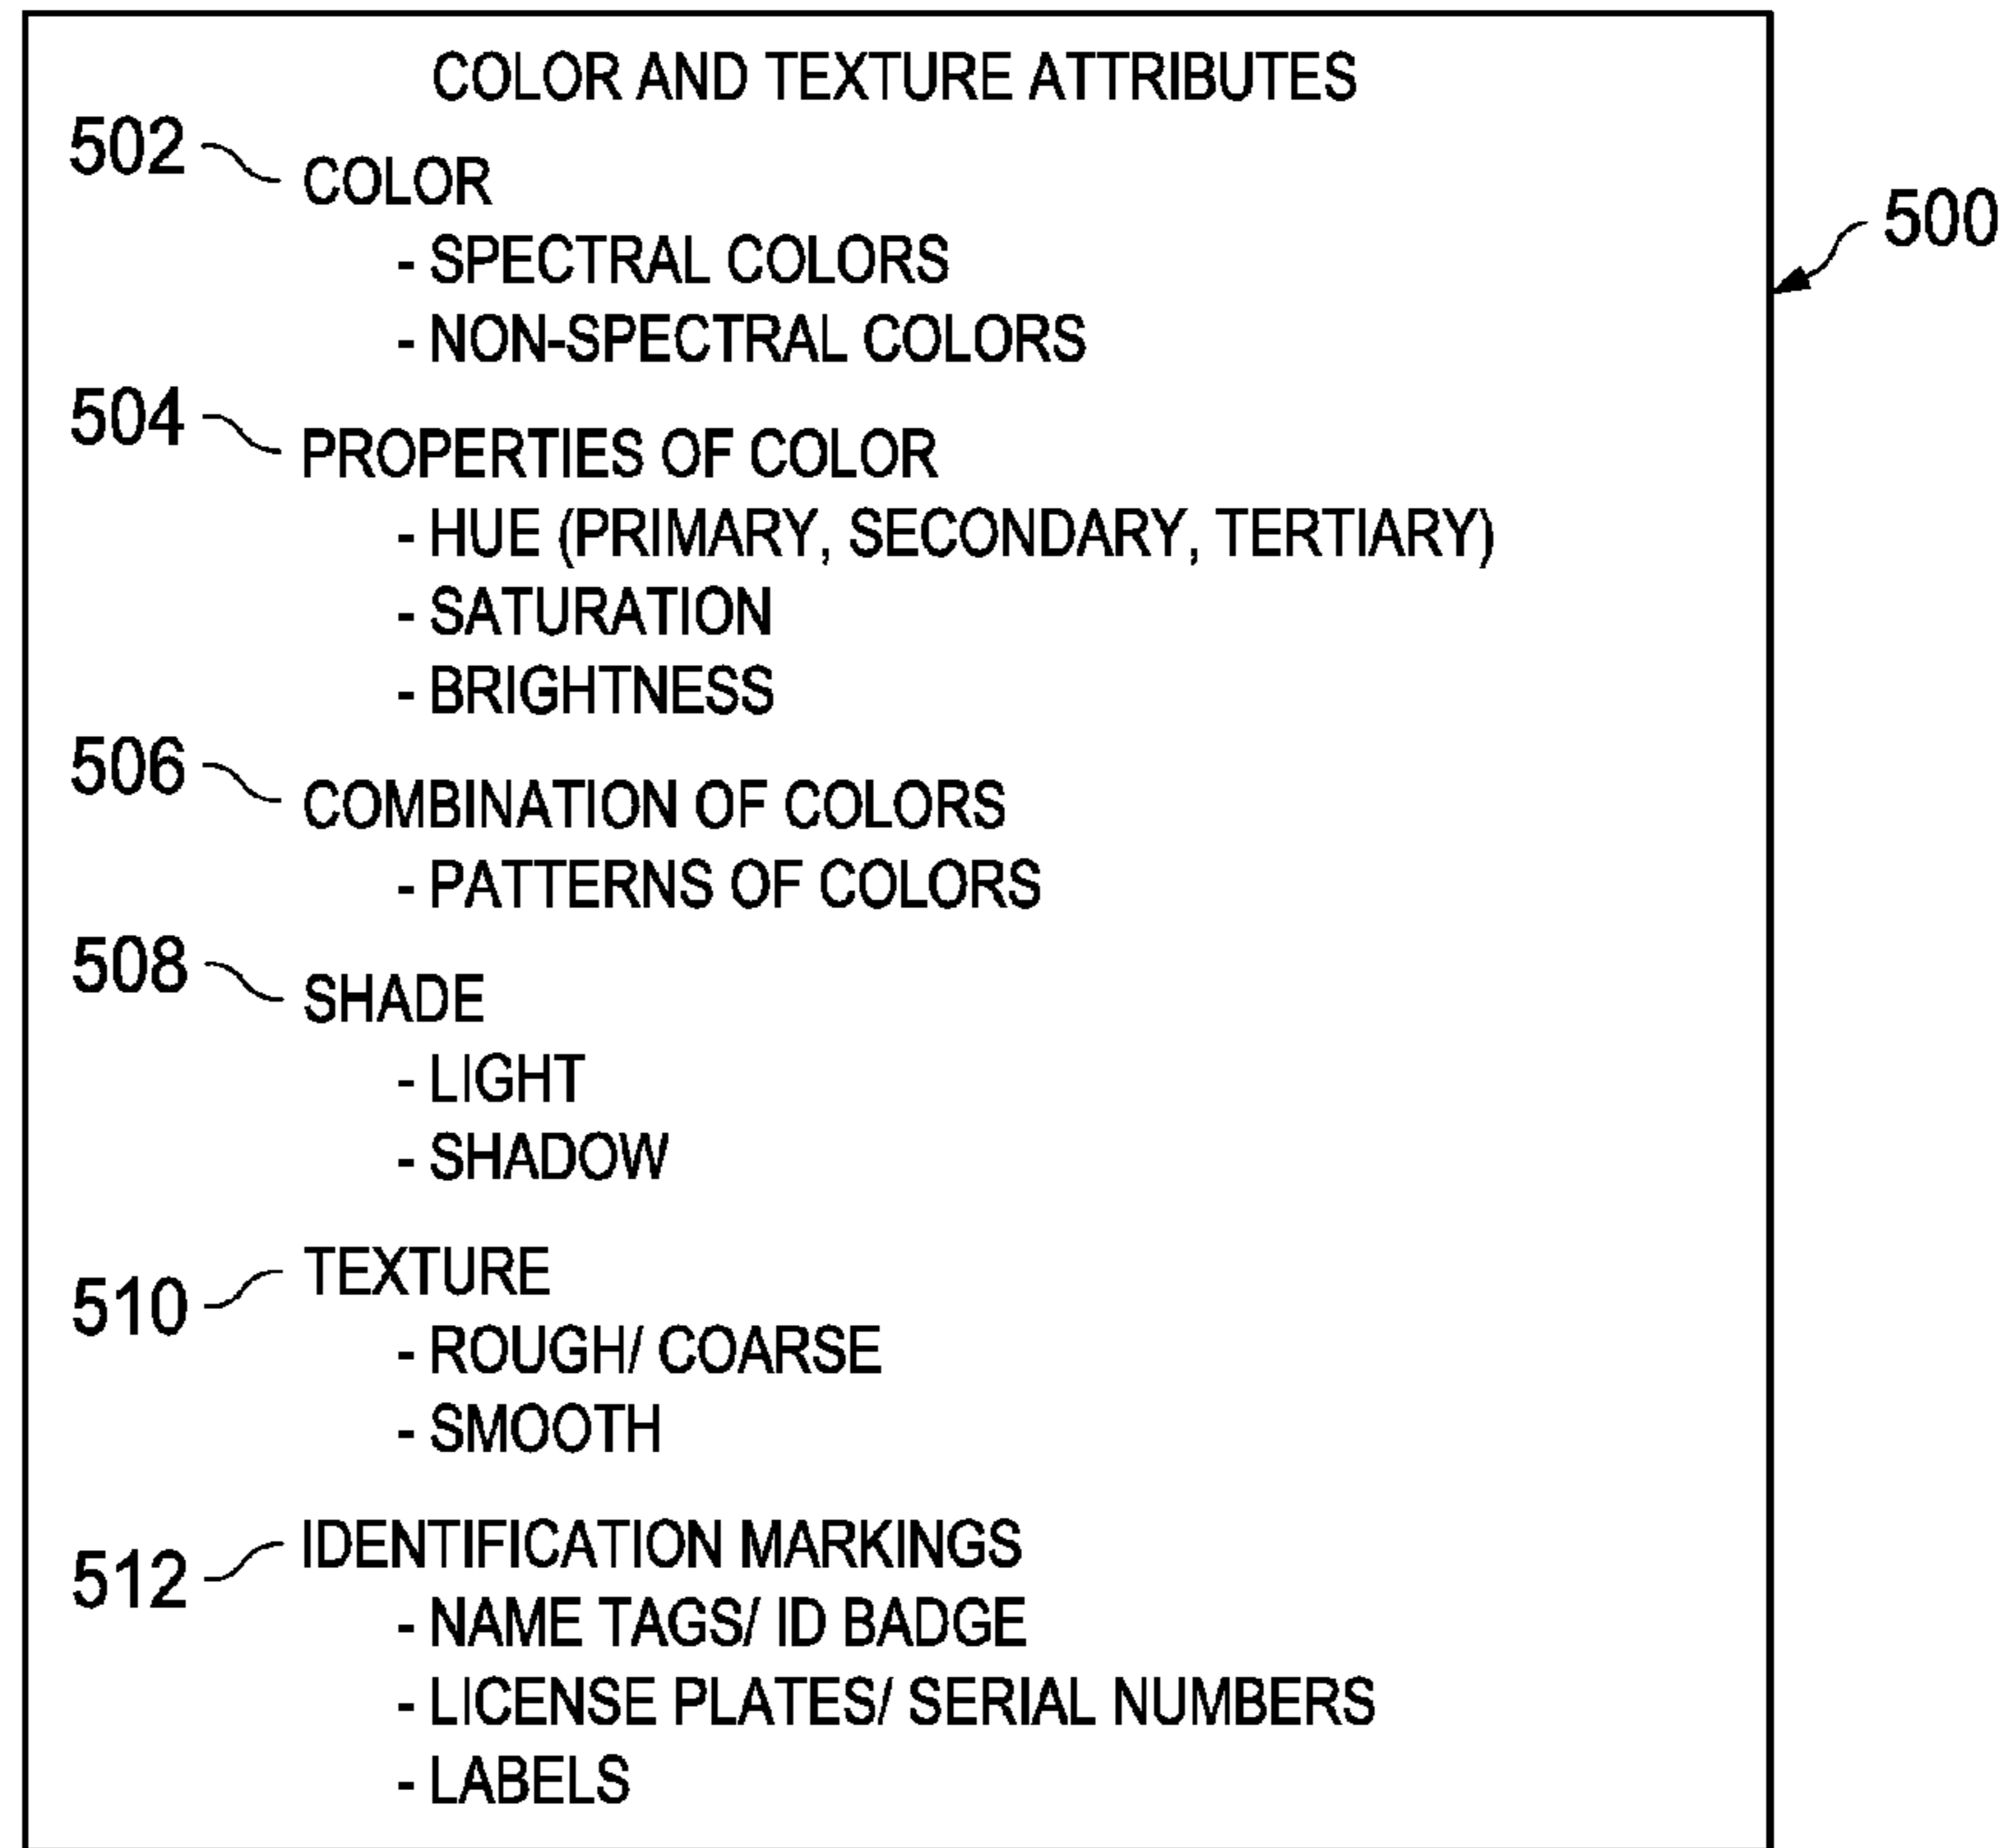 COLOR AND TEXTURE ATTRIBUTES
502
COLOR
- SPECTRAL COLORS
500
- NON-SPECTRAL COLORS
504
PROPERTIES OF COLOR
- HUE (PRIMARY, SECONDARY, TERTIARY)
- SATURATION
- BRIGHTNESS
506
COMBINATION OF COLORS
- PATTERNS OF COLORS
508
SHADE
- LIGHT
- SHADOW
510
TEXTURE
- ROUGH/ COARSE
- SMOOTH
512
IDENTIFICATION MARKINGS
- NAME TAGS/ ID BADGE
- LICENSE PLATES/ SERIAL NUMBERS
- LABELS